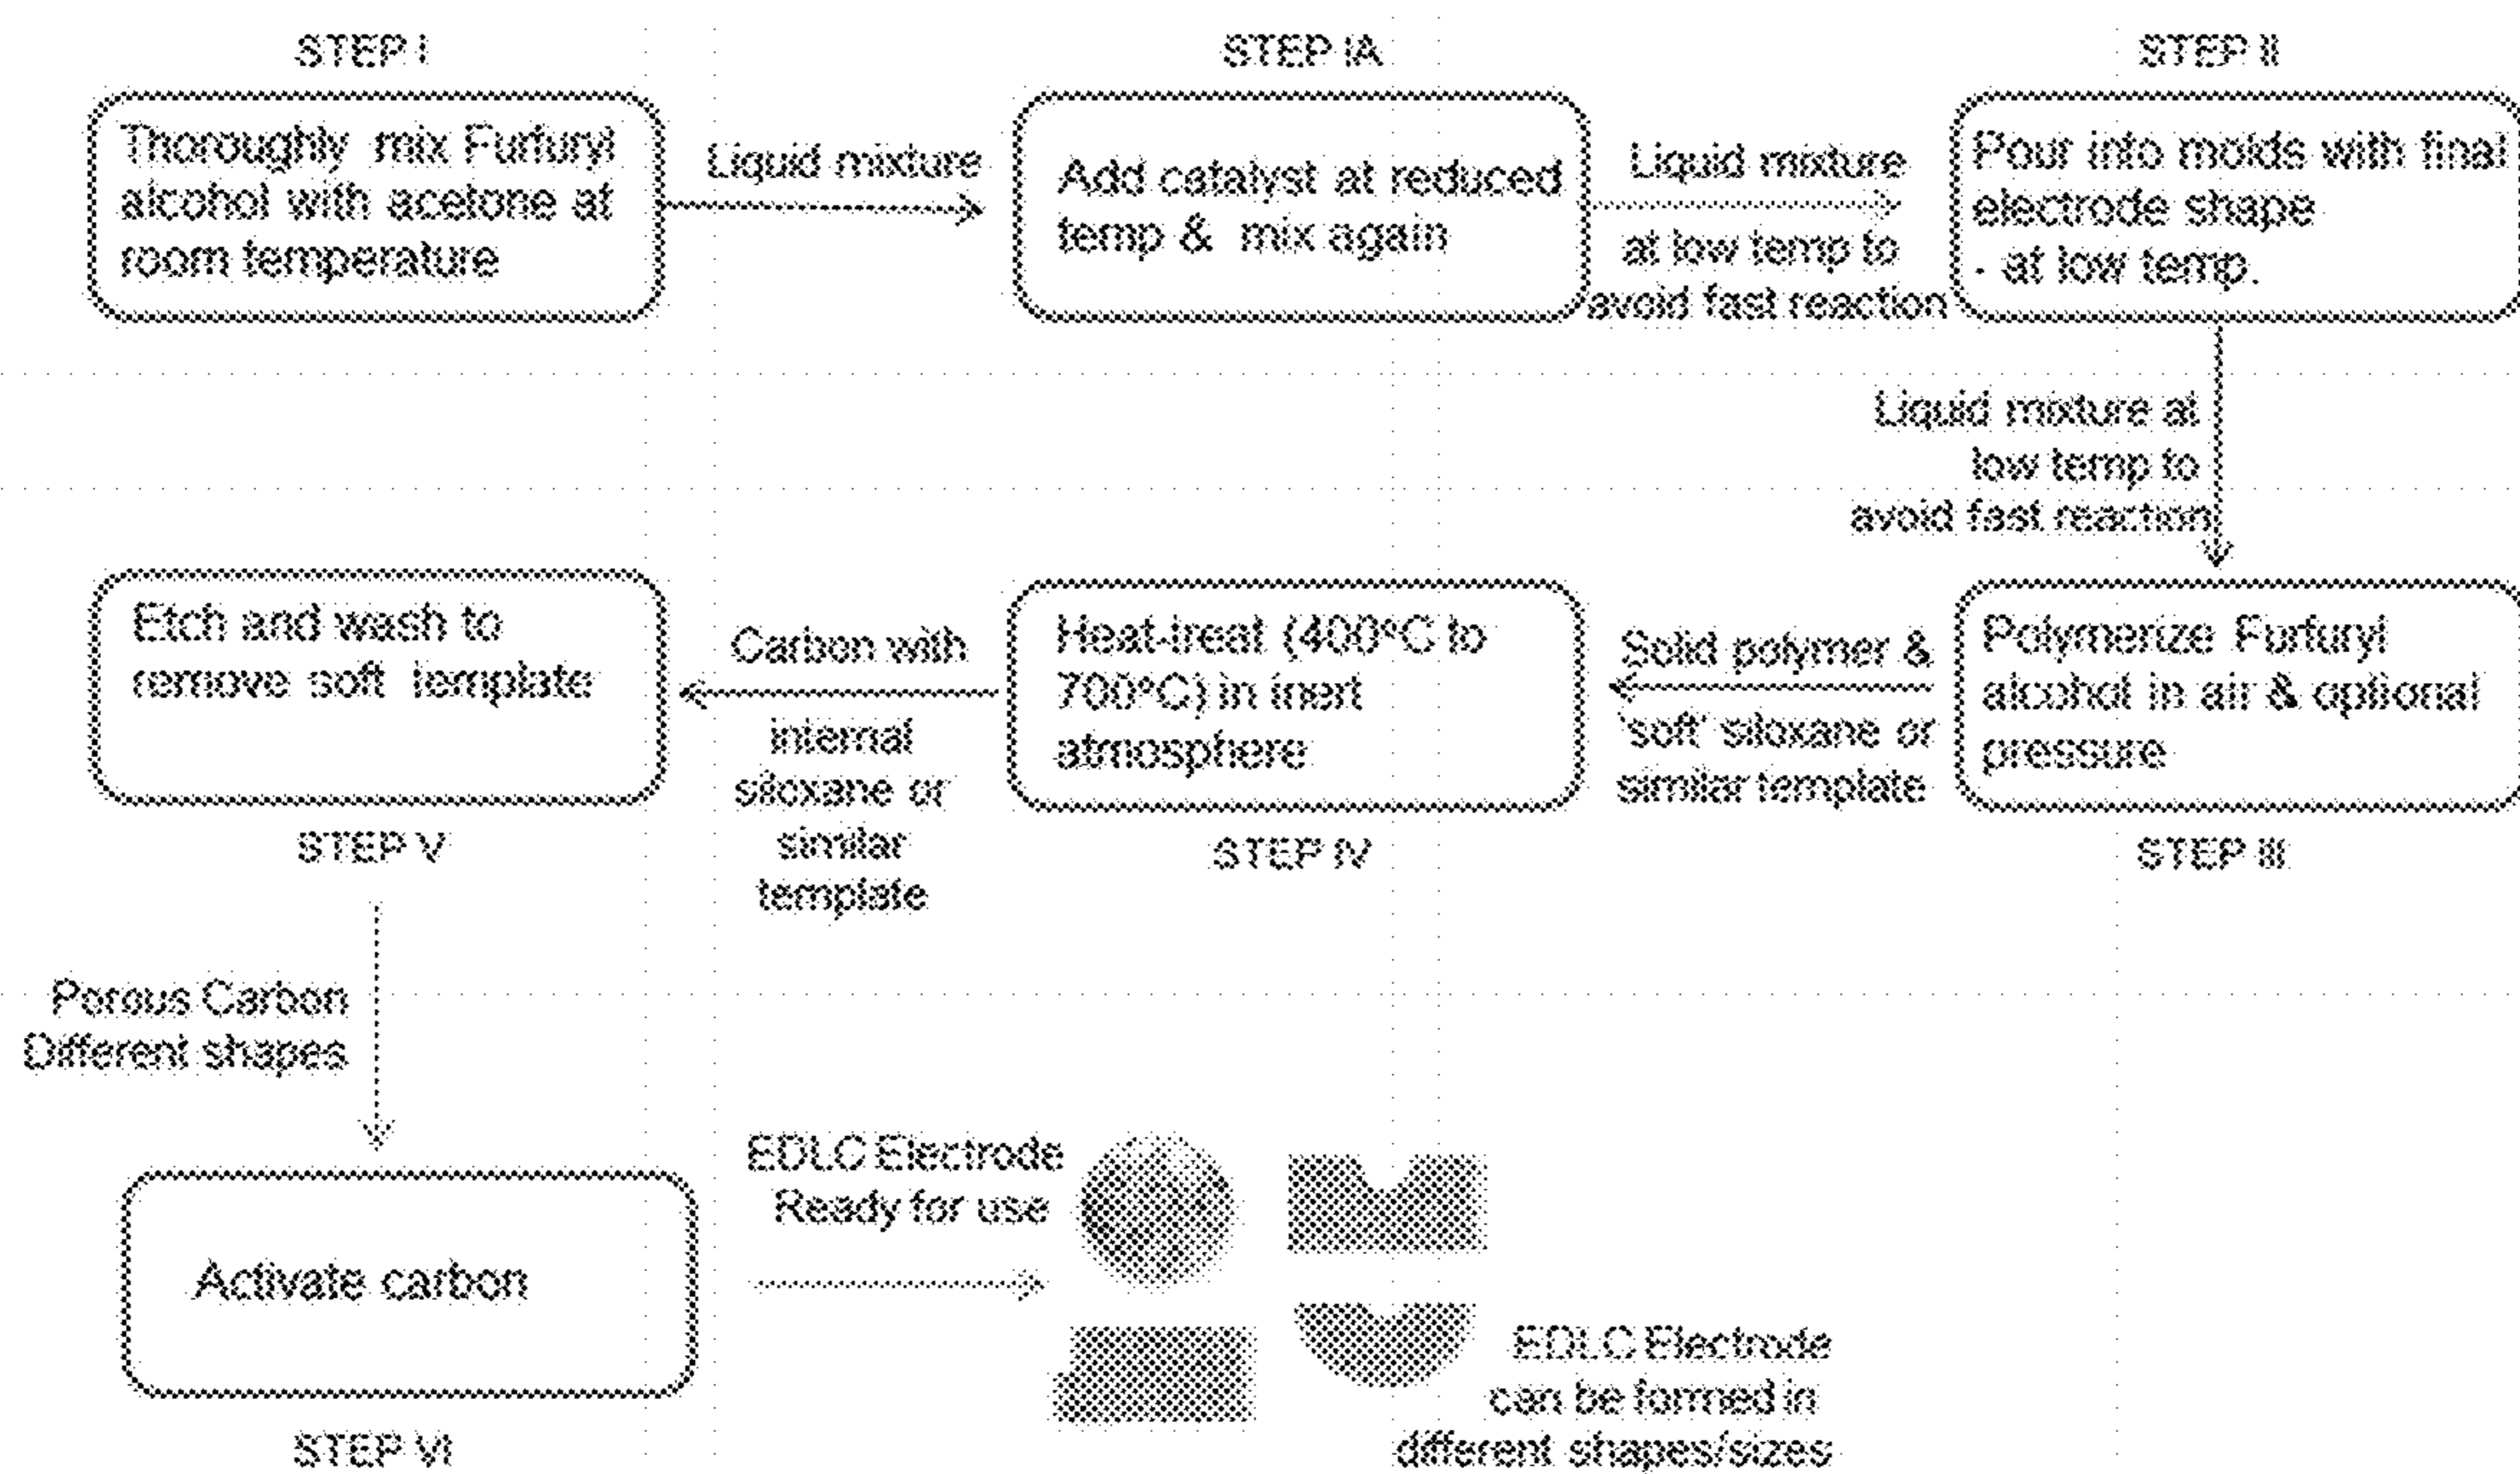 STEP I
Thoroughly mix Furfuryl
alcohol with acetone at
room temperature
Liquid mixture
STEP IA
Add catalyst at reduced
temp & mix again
Liquid mixture
at low temp to
avoid fast reaction
STEP II
Pour into molds with final
electrode shape
- at low temp.
Liquid mixture at
low temp to
avoid fast reaction
Polymerize Furfuryl
alcohol in air & optional
pressure
STEP III
Solid polymer &
'soft' siloxane or
similar template
Heat-treat (400°C to
700°C) in inert
atmosphere
STEP IV
Carbon with
internal
siloxane or
similar
template
Etch and wash to
remove soft template
STEP V
Porous Carbon
Different shapes
Activate carbon
STEP VI
EDLC Electrode
Ready for use
EDLC Electrode
can be formed in
different shapes/sizes